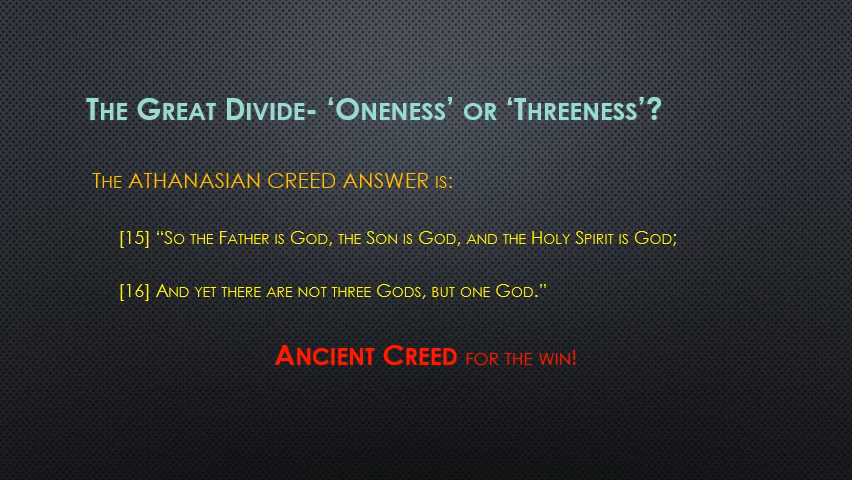 The Great Divide- ‘Oneness’ or ‘Threeness’?
The ATHANASIAN CREED ANSWER is:
[15] “So the Father is God, the Son is God, and the Holy Spirit is God;
[16] And yet there are not three Gods, but one God.”
Ancient Creed for the win!